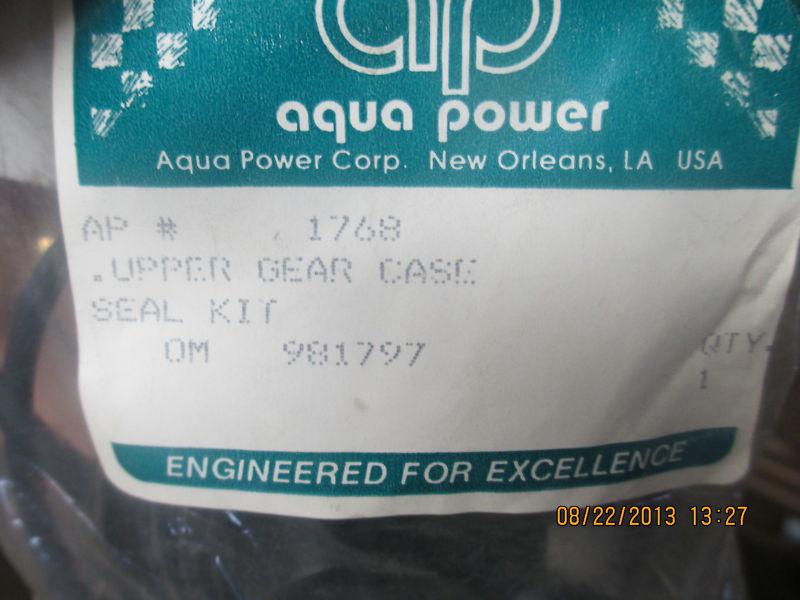 ap
aqua power
Aqua Power Corp. New Orleans, LA USA
AP # 1768
.UPPER GEAR CASE
SEAL KIT
OM 981797 QTY.
1
ENGINEERED FOR EXCELLENCE
08/22/2013 13:27